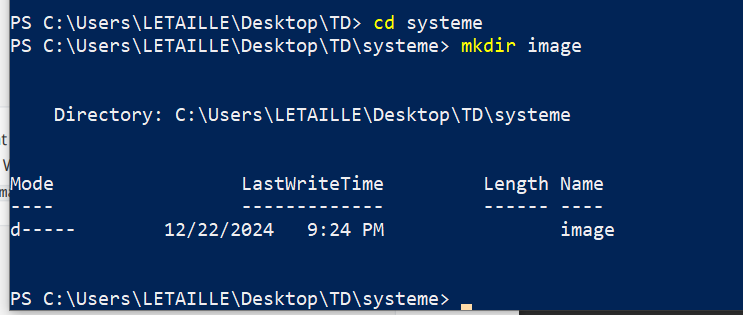 PS C:\Users\LETAILLE\Desktop\TD> cd systeme
PS C:\Users\LETAILLE\Desktop\TD\systeme> mkdir image
Directory: C:\Users\LETAILLE\Desktop\TD\systeme
Mode LastWriteTime Length Name
---- ------------- ------ ----
d----- 12/22/2024 9:24 PM image
PS C:\Users\LETAILLE\Desktop\TD\systeme>